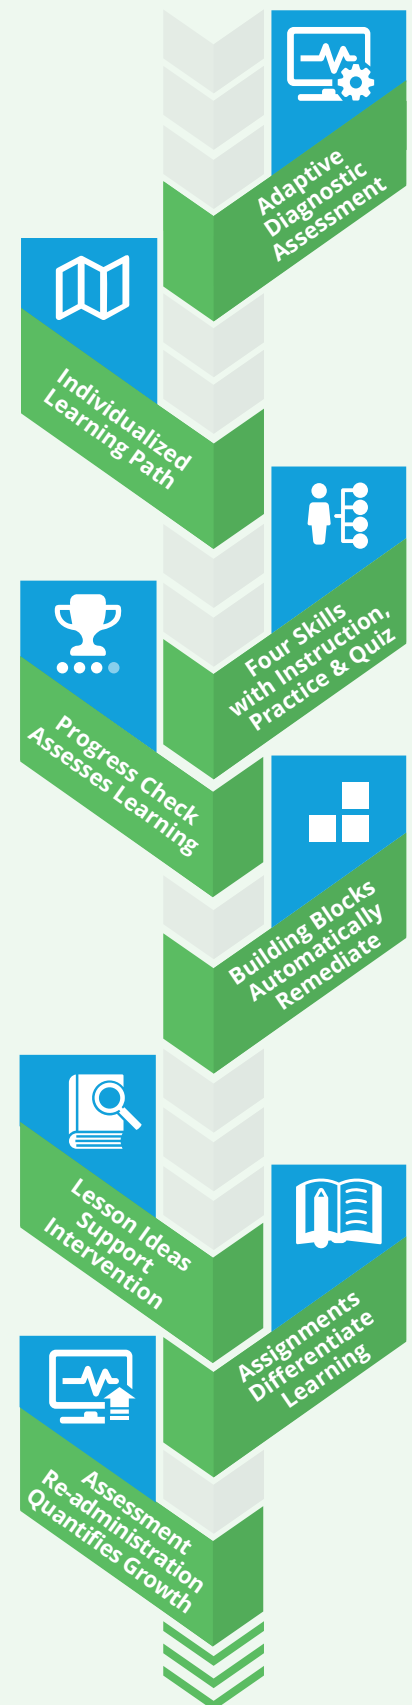 Adaptive
Diagnostic
Assessment
Individualized
Learning Path
Four Skills
with Instruction,
Practice & Quiz
Progress Check
Assesses Learning
Building Blocks
Automatically
Remediate
Lesson Ideas
Support
Intervention
Assignments
Differentiate
Learning
Assessment
Re-administration
Quantifies Growth